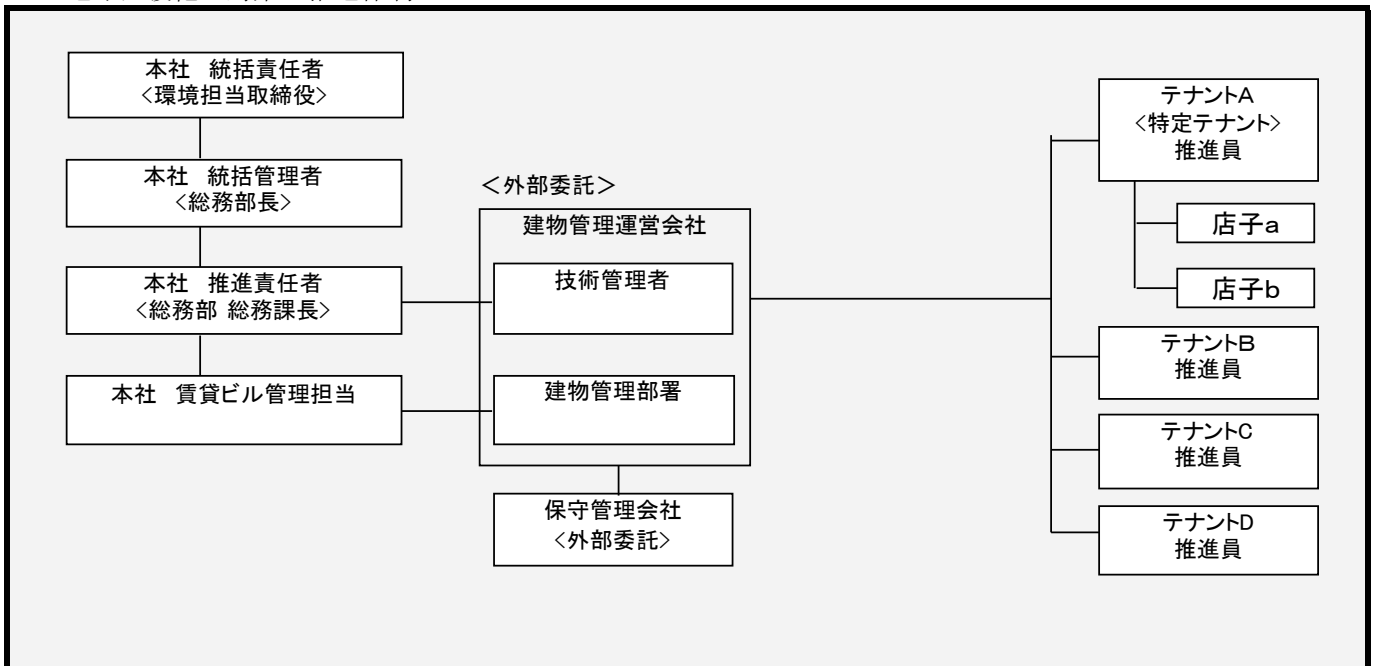 本社 統括責任者
<環境担当取締役>
本社 統括管理者
<総務部長>
本社 推進責任者
<総務部 総務課長>
本社 賃貸ビル管理担当
<外部委託>
建物管理運営会社
技術管理者
建物管理部署
保守管理会社
<外部委託>
テナントA
<特定テナント>
推進員
店子a
店子b
テナントB
推進員
テナントC
推進員
テナントD
推進員